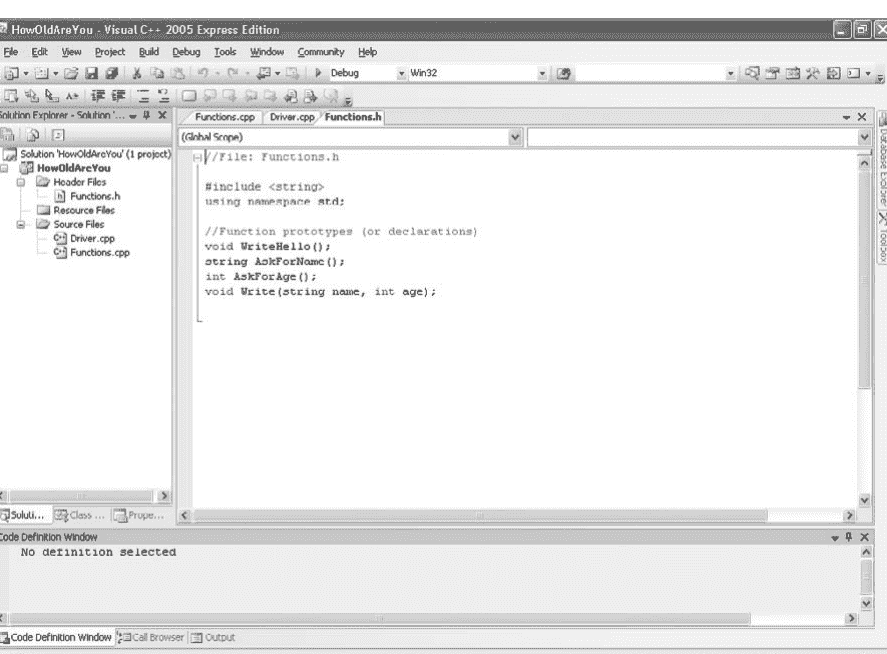 HowOldAreYou - Visual C++ 2005 Express Edition
File Edit View Project Build Debug Tools Window Community Help
Debug Win32
Solution Explorer - Solution '...
Functions.cpp Driver.cpp Functions.h
(Global Scope)
Solution 'HowOldAreYou' (1 project)
HowOldAreYou
Header Files
Functions.h
Resource Files
Source Files
Driver.cpp
Functions.cpp
//File: Functions.h
#include <string>
using namespace std;
//Function prototypes (or declarations)
void WriteHello();
string AskForName();
int AskForAge();
void Write(string name, int age);
Database Explorer
Toolbox
Soluti... Class ... Prope...
Code Definition Window
No definition selected
Code Definition Window Call Browser Output